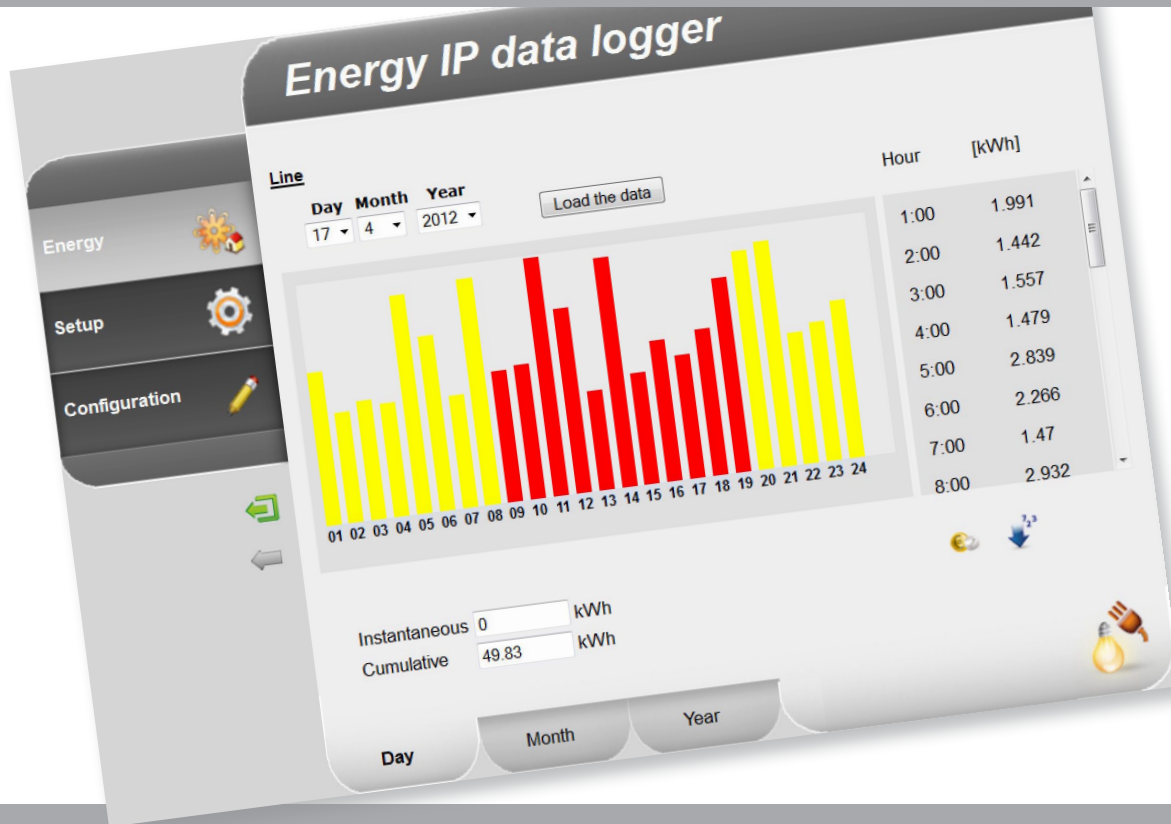 Energy IP data logger
Energy
Setup
Configuration
Line
Day Month Year
17 4 2012
Load the data
Hour [kWh]
1:00 1.991
2:00 1.442
3:00 1.557
4:00 1.479
5:00 2.839
6:00 2.266
7:00 1.47
8:00 2.932
01 02 03 04 05 06 07 08 09 10 11 12 13 14 15 16 17 18 19 20 21 22 23 24
123
Instantaneous 0 kWh
Cumulative 49.83 kWh
Day
Month
Year